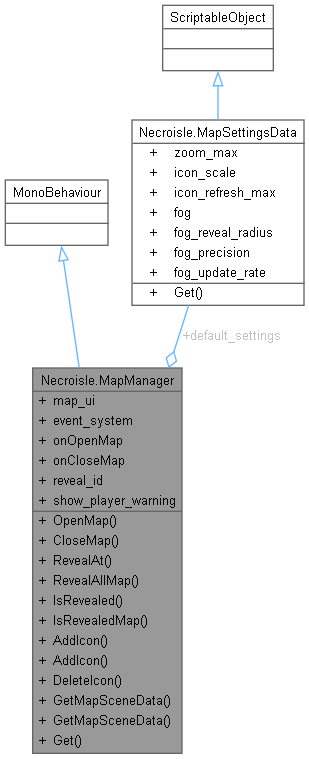 ScriptableObject
Necroisle.MapSettingsData
+ zoom_max
+ icon_scale
+ icon_refresh_max
+ fog
+ fog_reveal_radius
+ fog_precision
+ fog_update_rate
+ Get()
MonoBehaviour
+default_settings
Necroisle.MapManager
+ map_ui
+ event_system
+ onOpenMap
+ onCloseMap
+ reveal_id
+ show_player_warning
+ OpenMap()
+ CloseMap()
+ RevealAt()
+ RevealAllMap()
+ IsRevealed()
+ IsRevealedMap()
+ AddIcon()
+ AddIcon()
+ DeleteIcon()
+ GetMapSceneData()
+ GetMapSceneData()
+ Get()